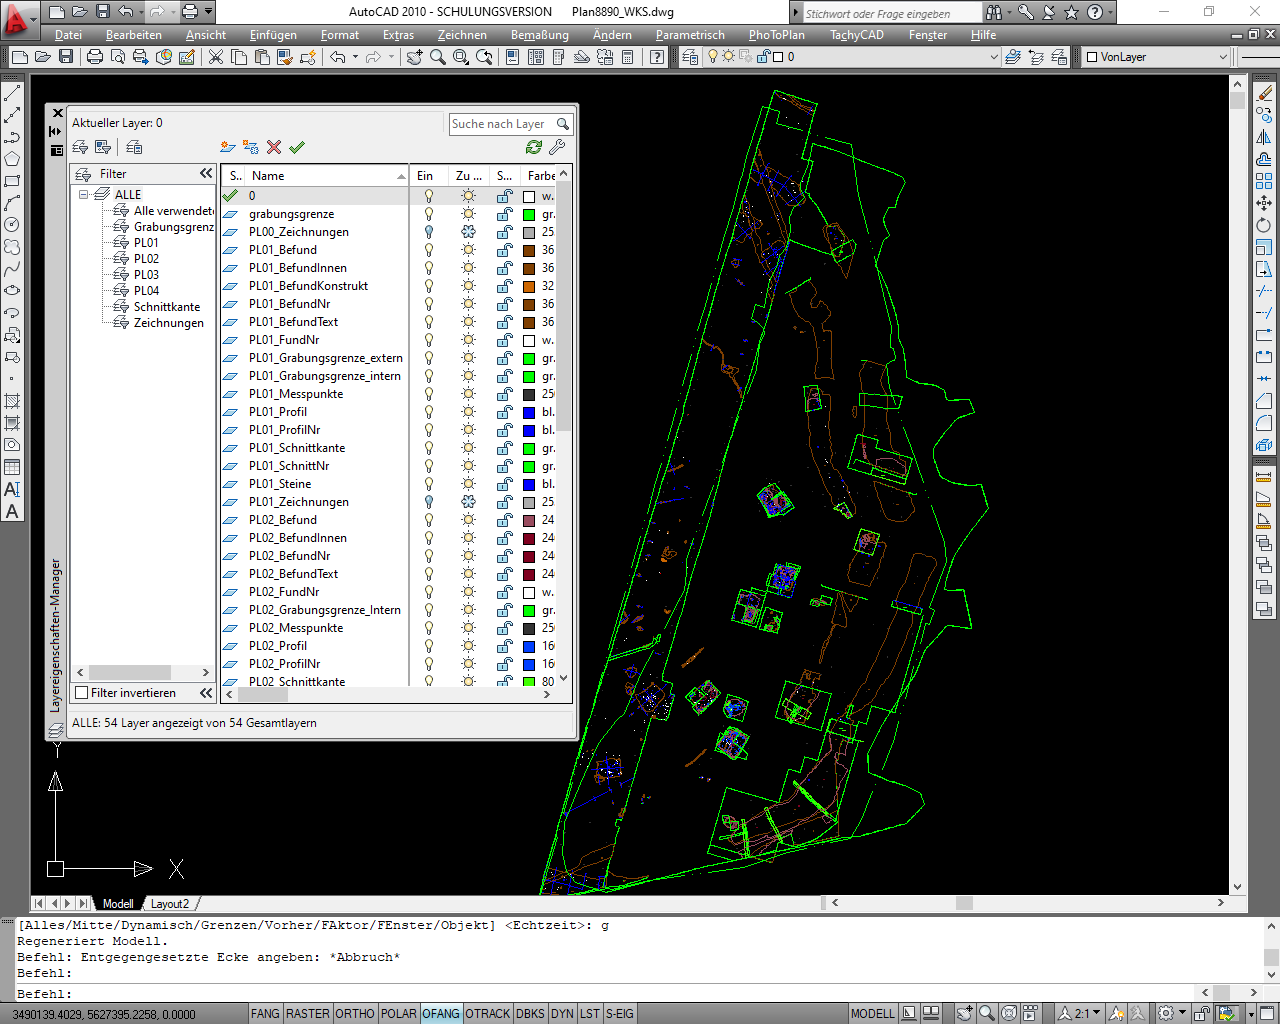 AutoCAD 2010 - SCHULUNGSVERSION Plan8890_WKS.dwg
Stichwort oder Frage eingeben
Datei Bearbeiten Ansicht Einfügen Format Extras Zeichnen Bemaßung Ändern Parametrisch PhoToPlan TachyCAD Fenster Hilfe
0
VonLayer
Aktueller Layer: 0
Suche nach Layer
Filter
ALLE
Alle verwendete
Grabungsgrenz
PL01
PL02
PL03
PL04
Schnittkante
Zeichnungen
S.. Name Ein Zu ... S... Farbe
0 w.
grabungsgrenze gr.
PL00_Zeichnungen 25
PL01_Befund 36
PL01_BefundInnen 36
PL01_BefundKonstrukt 32
PL01_BefundNr 36
PL01_BefundText 36
PL01_FundNr w.
PL01_Grabungsgrenze_extern gr.
PL01_Grabungsgrenze_intern gr.
PL01_Messpunkte 250
PL01_Profil bl.
PL01_ProfilNr bl.
PL01_Schnittkante gr.
PL01_SchnittNr gr.
PL01_Steine bl.
PL01_Zeichnungen 25
PL02_Befund 24
PL02_BefundInnen 24
PL02_BefundNr 24
PL02_BefundText 24
PL02_FundNr w.
PL02_Grabungsgrenze_Intern gr.
PL02_Messpunkte 250
PL02_Profil 160
PL02_ProfilNr 160
PL02_Schnittkante 80
Filter invertieren
ALLE: 54 Layer angezeigt von 54 Gesamtlayern
Layereigenschaften-Manager
Y
X
Modell Layout2
[Alles/Mitte/Dynamisch/Grenzen/Vorher/FAktor/FEnster/Objekt] <Echtzeit>: g
Regeneriert Modell.
Befehl: Entgegengesetzte Ecke angeben: *Abbruch*
Befehl:
Befehl:
3490139.4029, 5627395.2258, 0.0000 FANG RASTER ORTHO POLAR OFANG OTRACK DBKS DYN LST S-EIG MODELL 2:1